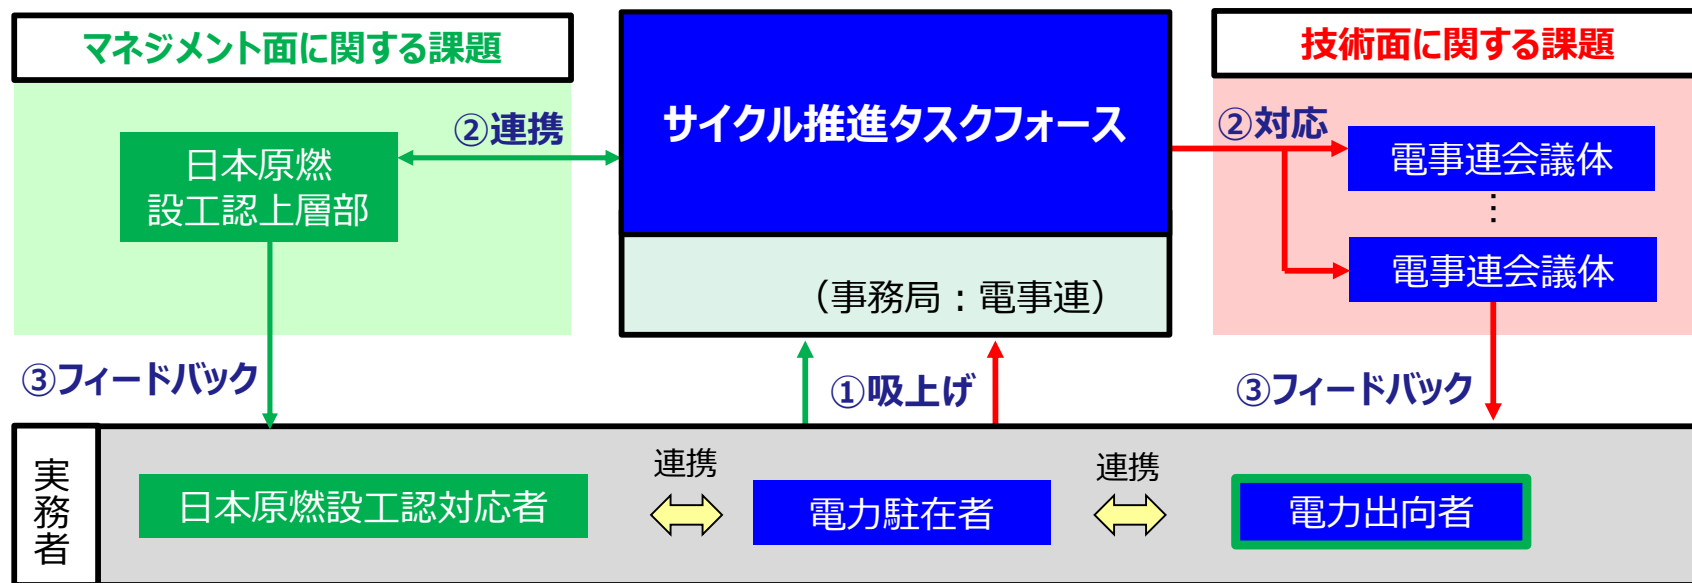 マネジメント面に関する課題
サイクル推進タスクフォース
技術面に関する課題
②連携
②対応
日本原燃
設工認上層部
電事連会議体
⋮
電事連会議体
（事務局：電事連）
③フィードバック
①吸上げ
③フィードバック
実務者
連携
連携
日本原燃設工認対応者
電力駐在者
電力出向者